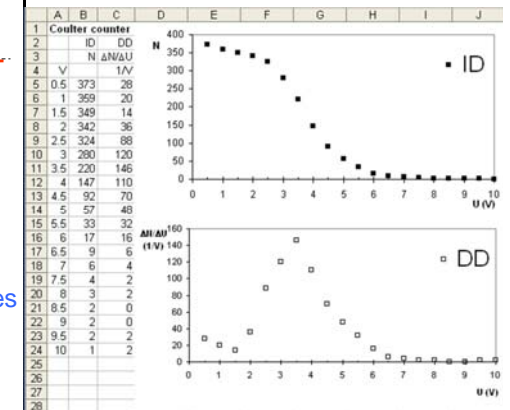 A B C D E F G H I J
1 Coulter counter
2 ID DD
3 N ΔN/ΔU
4 V 1/V
5 0.5 373 28
6 1 359 20
7 1.5 349 14
8 2 342 36
9 2.5 324 88
10 3 280 120
11 3.5 220 146
12 4 147 110
13 4.5 92 70
14 5 57 48
15 5.5 33 32
16 6 17 16
17 6.5 9 6
18 7 6 4
19 7.5 4 2
20 8 3 2
21 8.5 2 0
22 9 2 0
23 9.5 2 2
24 10 1 2
25
26
27
28
es
N
400
350
300
250
200
150
100
50
0
0 1 2 3 4 5 6 7 8 9 10
U (V)
ID
ΔN/ΔU
(1/V)
160
140
120
100
80
60
40
20
0
0 1 2 3 4 5 6 7 8 9 10
U (V)
DD